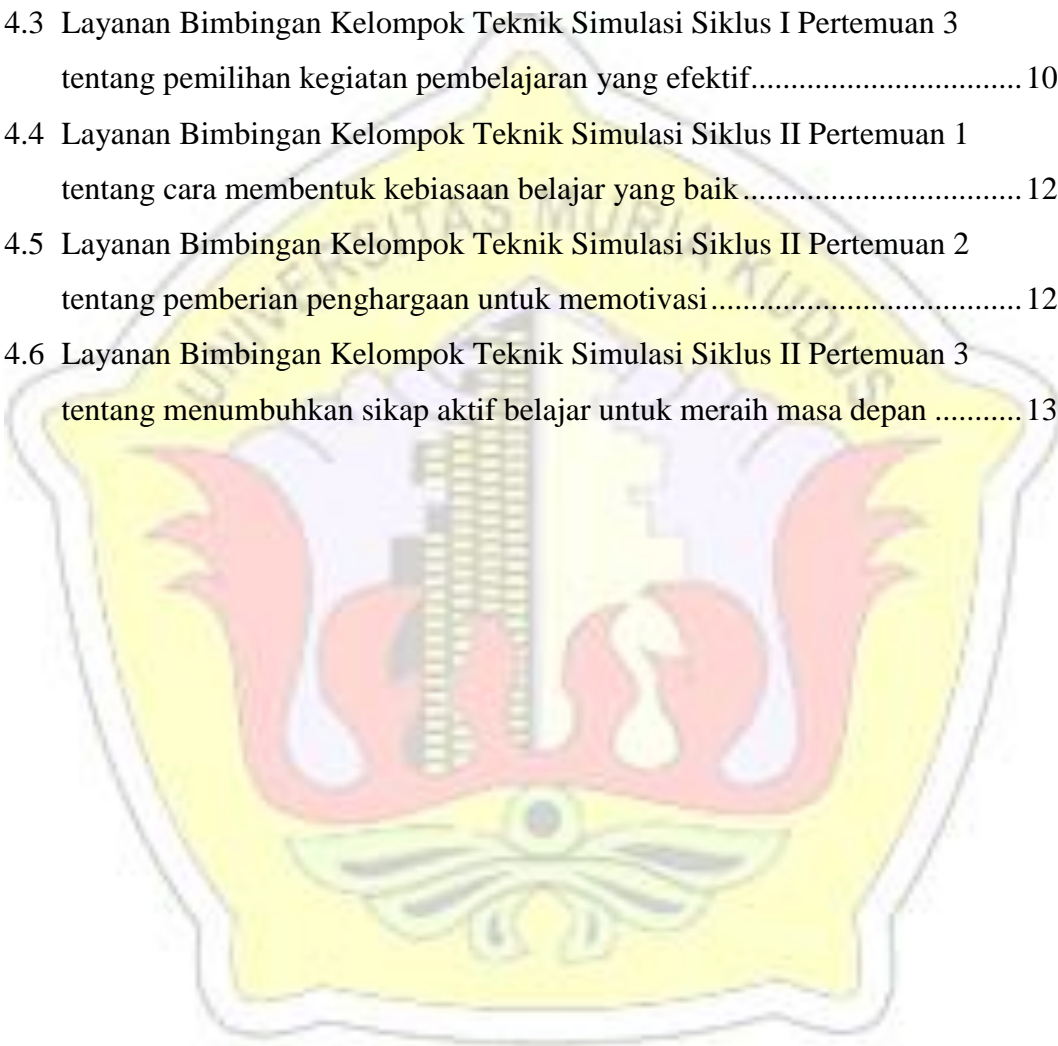 4.3 Layanan Bimbingan Kelompok Teknik Simulasi Siklus I Pertemuan 3
tentang pemilihan kegiatan pembelajaran yang efektif................................. 10
4.4 Layanan Bimbingan Kelompok Teknik Simulasi Siklus II Pertemuan 1
tentang cara membentuk kebiasaan belajar yang baik.................................. 12
4.5 Layanan Bimbingan Kelompok Teknik Simulasi Siklus II Pertemuan 2
tentang pemberian penghargaan untuk memotivasi...................................... 12
4.6 Layanan Bimbingan Kelompok Teknik Simulasi Siklus II Pertemuan 3
tentang menumbuhkan sikap aktif belajar untuk meraih masa depan ........... 13
UNIVERSITAS MURIA KUDUS